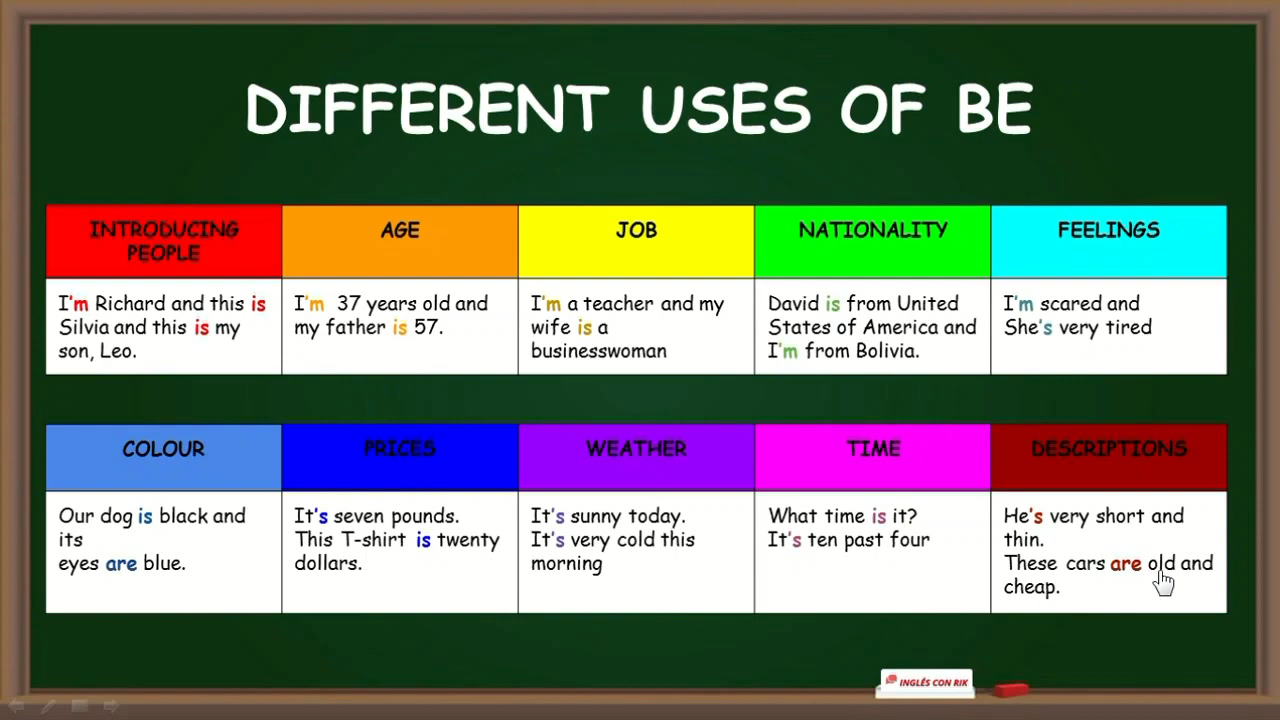 DIFFERENT USES OF BE
INTRODUCING
PEOPLE
AGE
JOB
NATIONALITY
FEELINGS
I'm Richard and this is
Silvia and this is my
son, Leo.
I'm 37 years old and
my father is 57.
I'm a teacher and my
wife is a
businesswoman
David is from United
States of America and
I'm from Bolivia.
I'm scared and
She's very tired
COLOUR
PRICES
WEATHER
TIME
DESCRIPTIONS
Our dog is black and
its
eyes are blue.
It's seven pounds.
This T-shirt is twenty
dollars.
It's sunny today.
It's very cold this
morning
What time is it?
It's ten past four
He's very short and
thin.
These cars are old and
cheap.
INGLÉS CON RIK